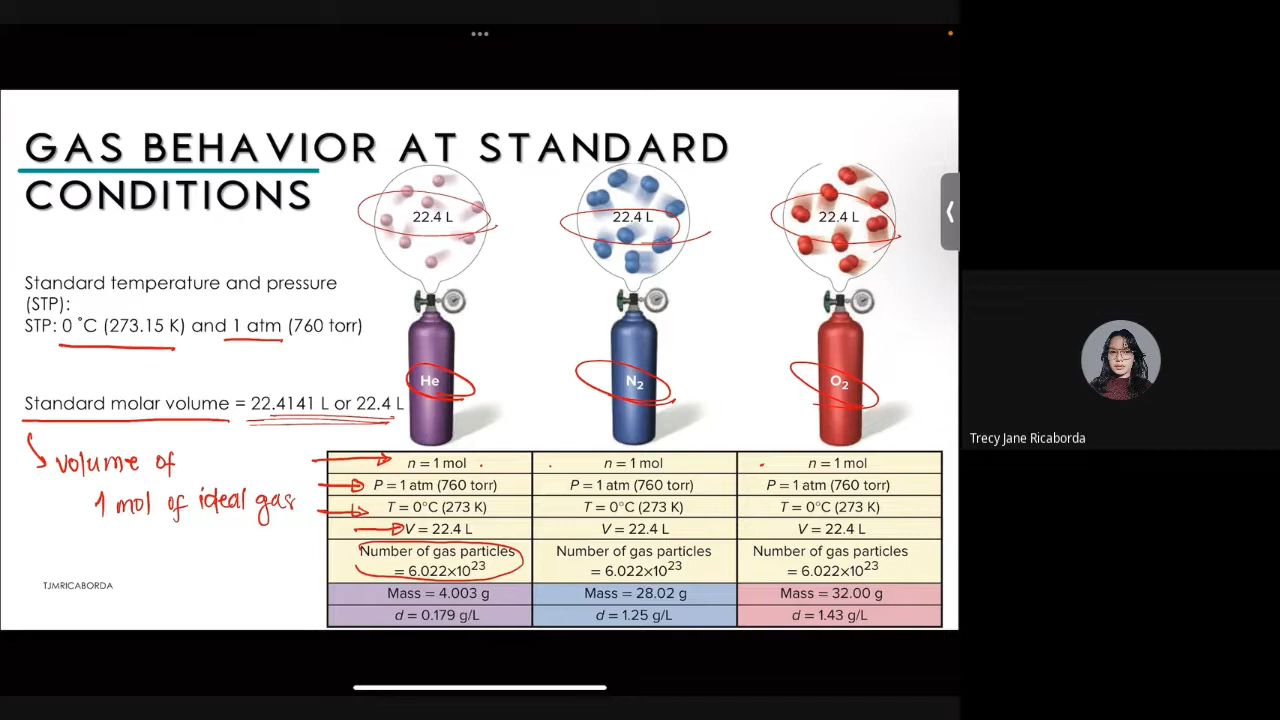 GAS BEHAVIOR AT STANDARD
CONDITIONS
22.4 L
22.4 L
22.4 L
Standard temperature and pressure
(STP):
STP: 0 ˚C (273.15 K) and 1 atm (760 torr)
He
N2
O2
Standard molar volume = 22.4141 L or 22.4 L
volume of
1 mol of ideal gas
n = 1 mol n = 1 mol n = 1 mol
P = 1 atm (760 torr) P = 1 atm (760 torr) P = 1 atm (760 torr)
T = 0°C (273 K) T = 0°C (273 K) T = 0°C (273 K)
V = 22.4 L V = 22.4 L V = 22.4 L
Number of gas particles Number of gas particles Number of gas particles
= 6.022×10^23 = 6.022×10^23 = 6.022×10^23
Mass = 4.003 g Mass = 28.02 g Mass = 32.00 g
d = 0.179 g/L d = 1.25 g/L d = 1.43 g/L
TJMRICABORDA
Trecy Jane Ricaborda